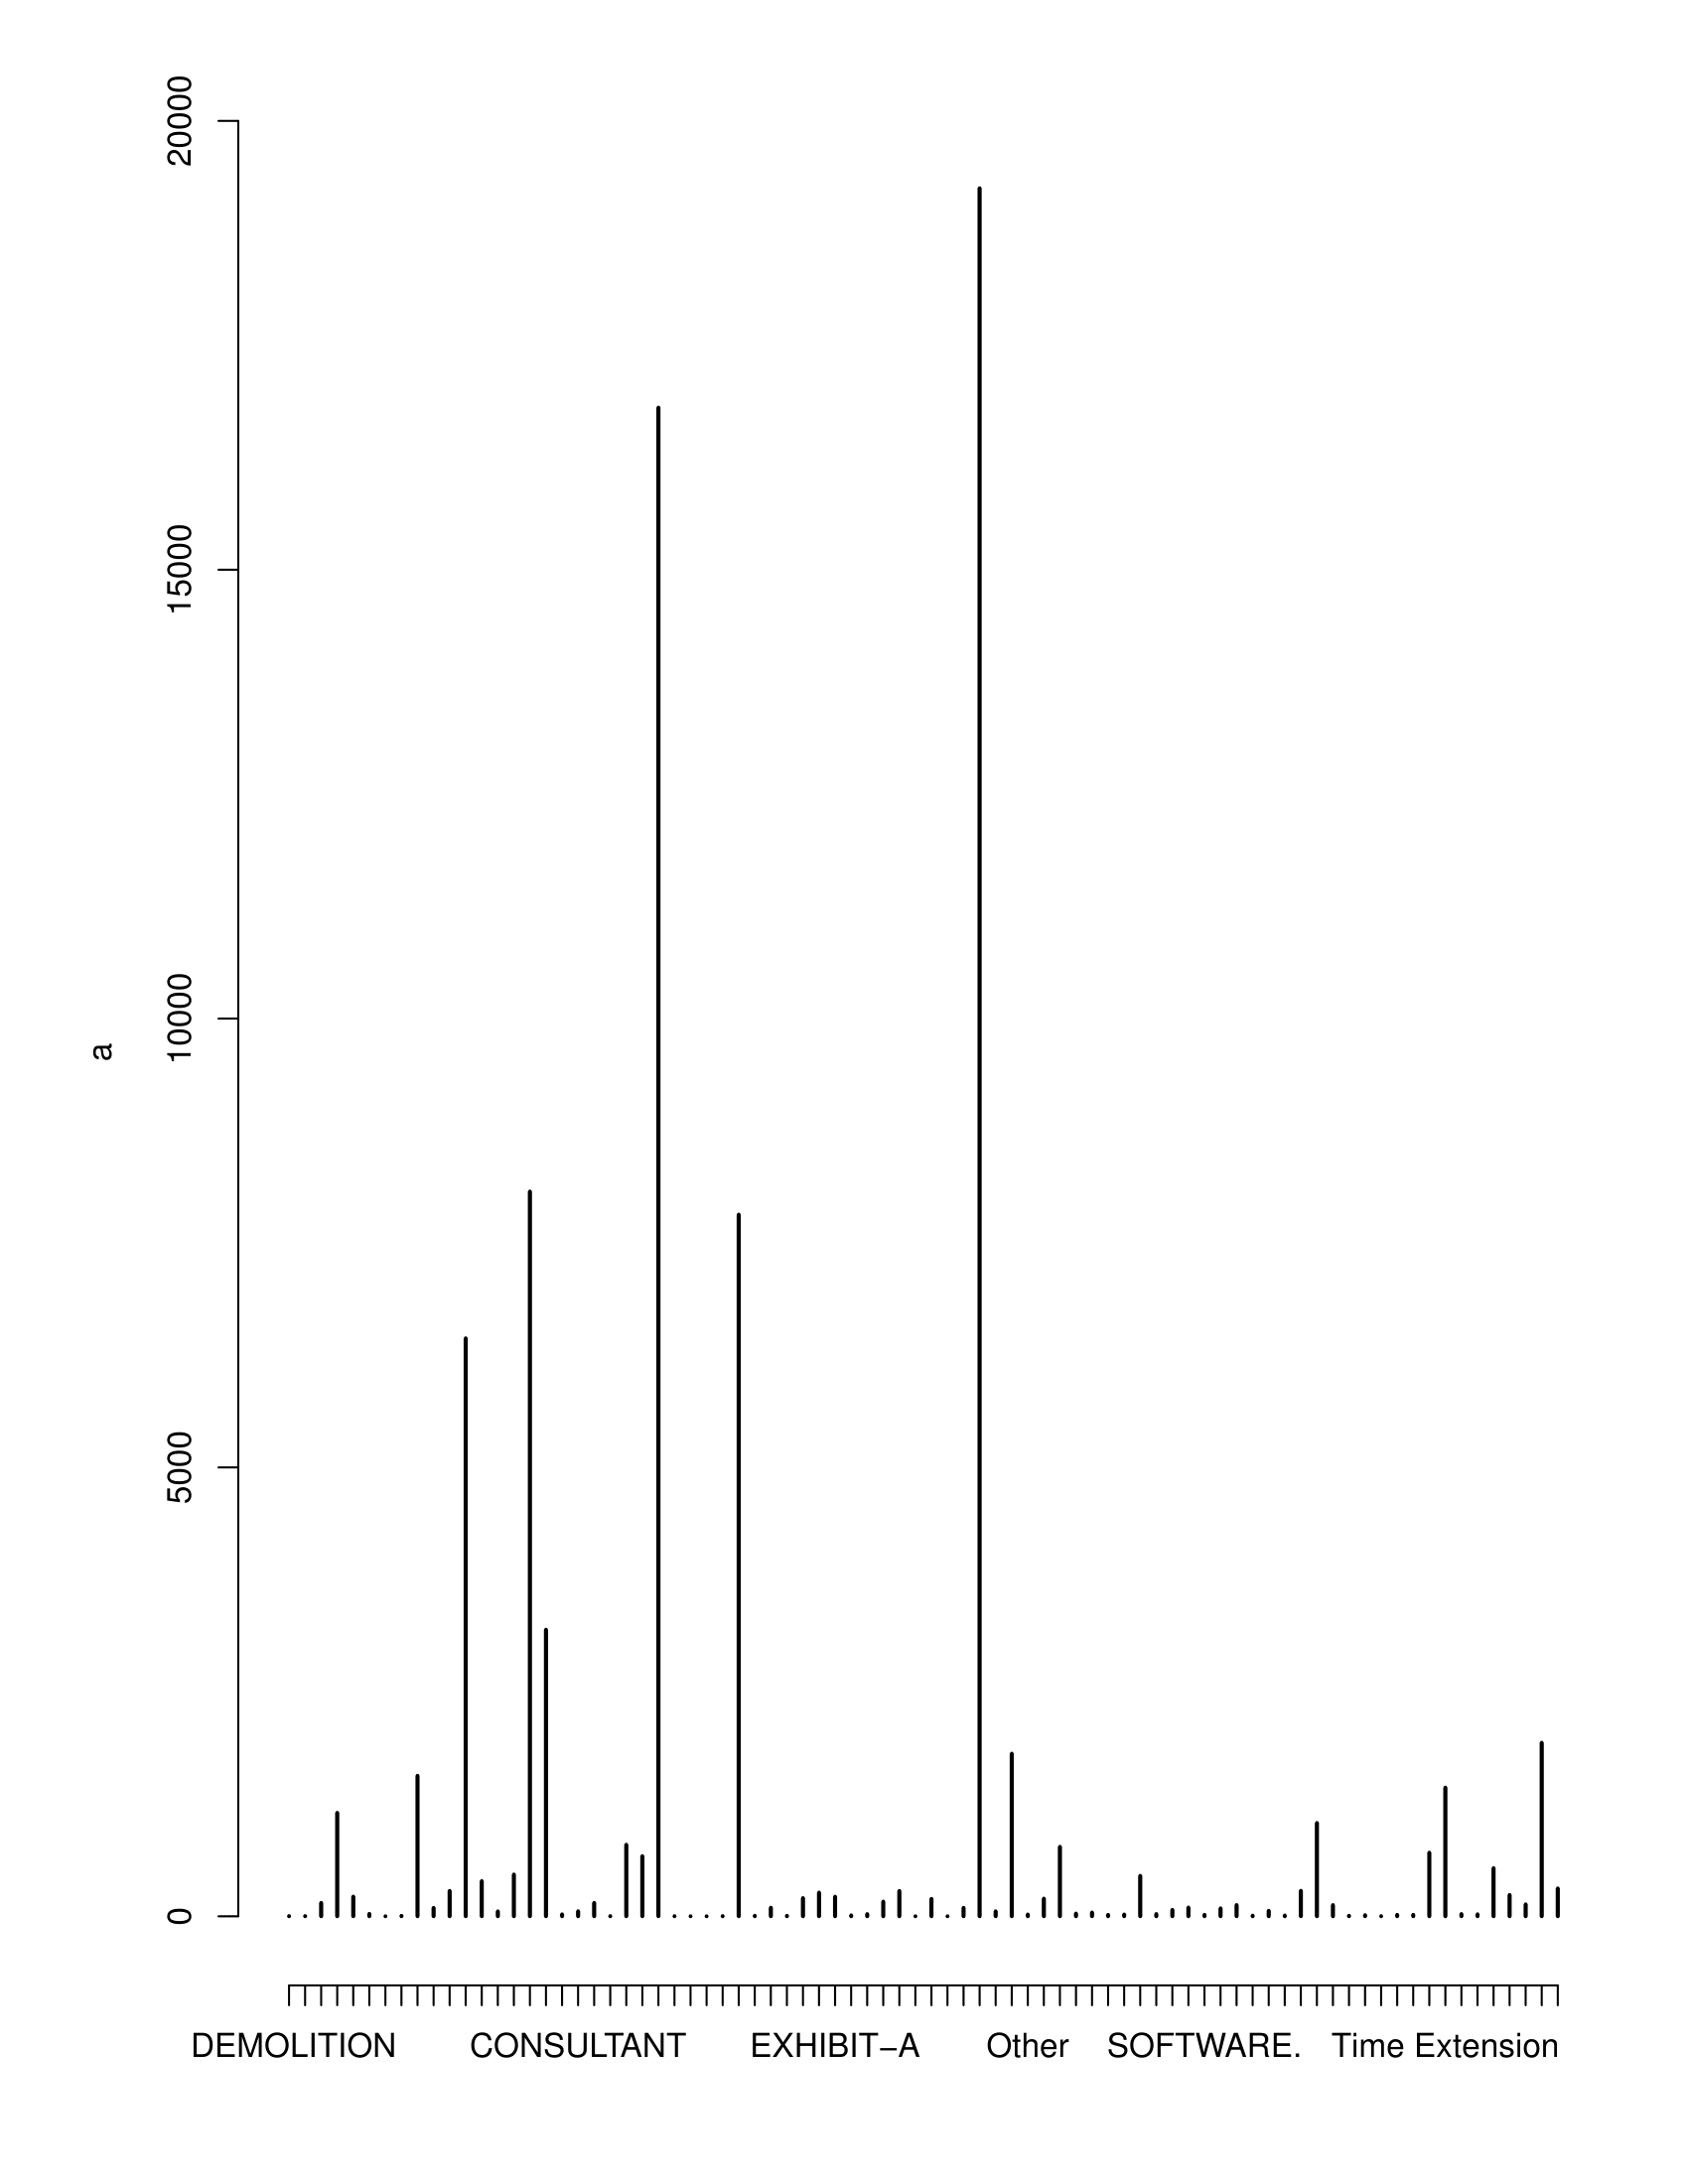 20000
15000
10000
5000
0
a
DEMOLITION CONSULTANT EXHIBIT−A Other SOFTWARE. Time Extension